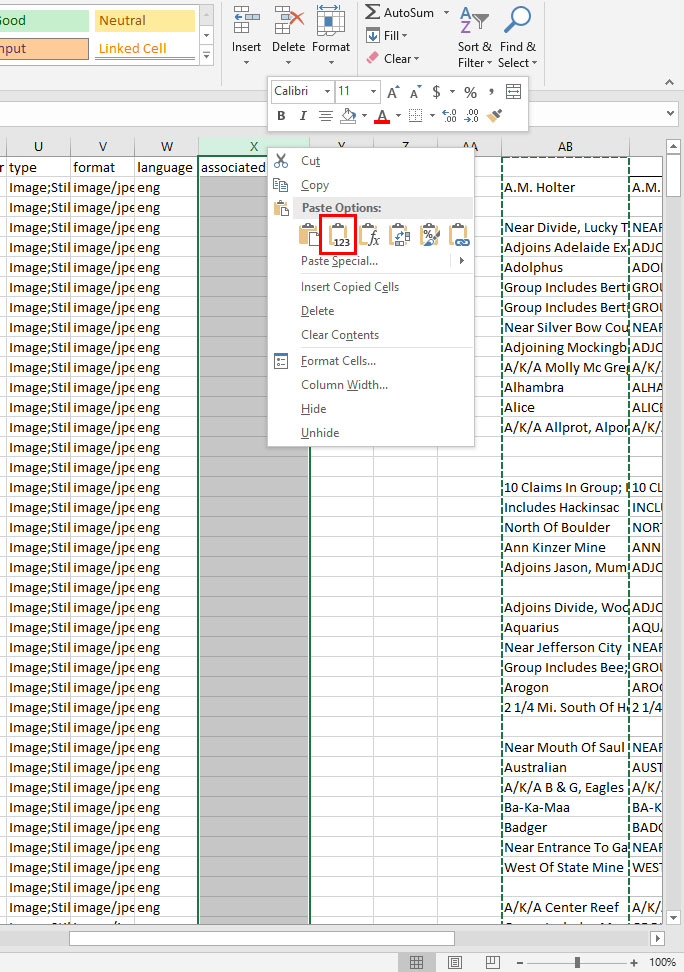 Good Neutral
Input Linked Cell
Insert Delete Format
AutoSum
Fill
Clear
Sort & Filter
Find & Select
Calibri 11 $ % ,
B I A .00 .00
U V W X Y Z AA AB
r type format language associated
Cut
Copy
Paste Options:
123 fx %
Paste Special...
Insert Copied Cells
Delete
Clear Contents
Format Cells...
Column Width...
Hide
Unhide
Image;Stil image/jpe eng A.M. Holter A.M.
Image;Stil image/jpe eng
Image;Stil image/jpe eng Near Divide, Lucky T NEAR
Image;Stil image/jpe eng Adjoins Adelaide Ex ADJO
Image;Stil image/jpe eng Adolphus ADOL
Image;Stil image/jpe eng Group Includes Bert GROU
Image;Stil image/jpe eng Group Includes Bert GROU
Image;Stil image/jpe eng Near Silver Bow Cou NEAR
Image;Stil image/jpe eng Adjoining Mockingb ADJO
Image;Stil image/jpe eng A/K/A Molly Mc Gre A/K/
Image;Stil image/jpe eng Alhambra ALHA
Image;Stil image/jpe eng Alice ALICE
Image;Stil image/jpe eng A/K/A Allprot, Alpor A/K/
Image;Stil image/jpe eng
Image;Stil image/jpe eng
Image;Stil image/jpe eng 10 Claims In Group; 10 CL
Image;Stil image/jpe eng Includes Hackinsac INCL
Image;Stil image/jpe eng North Of Boulder NORT
Image;Stil image/jpe eng Ann Kinzer Mine ANN
Image;Stil image/jpe eng Adjoins Jason, Mum ADJO
Image;Stil image/jpe eng
Image;Stil image/jpe eng Adjoins Divide, Woo ADJO
Image;Stil image/jpe eng Aquarius AQUA
Image;Stil image/jpe eng Near Jefferson City NEAR
Image;Stil image/jpe eng Group Includes Bee; GROU
Image;Stil image/jpe eng Arogon AROG
Image;Stil image/jpe eng 2 1/4 Mi. South Of He 2 1/4
Image;Stil image/jpe eng
Image;Stil image/jpe eng Near Mouth Of Saul NEAR
Image;Stil image/jpe eng Australian AUST
Image;Stil image/jpe eng A/K/A B & G, Eagles A/K/
Image;Stil image/jpe eng Ba-Ka-Maa BA-K
Image;Stil image/jpe eng Badger BADG
Image;Stil image/jpe eng Near Entrance To Ga NEAR
Image;Stil image/jpe eng West Of State Mine WEST
Image;Stil image/jpe eng
Image;Stil image/jpe eng A/K/A Center Reef A/K/
100%